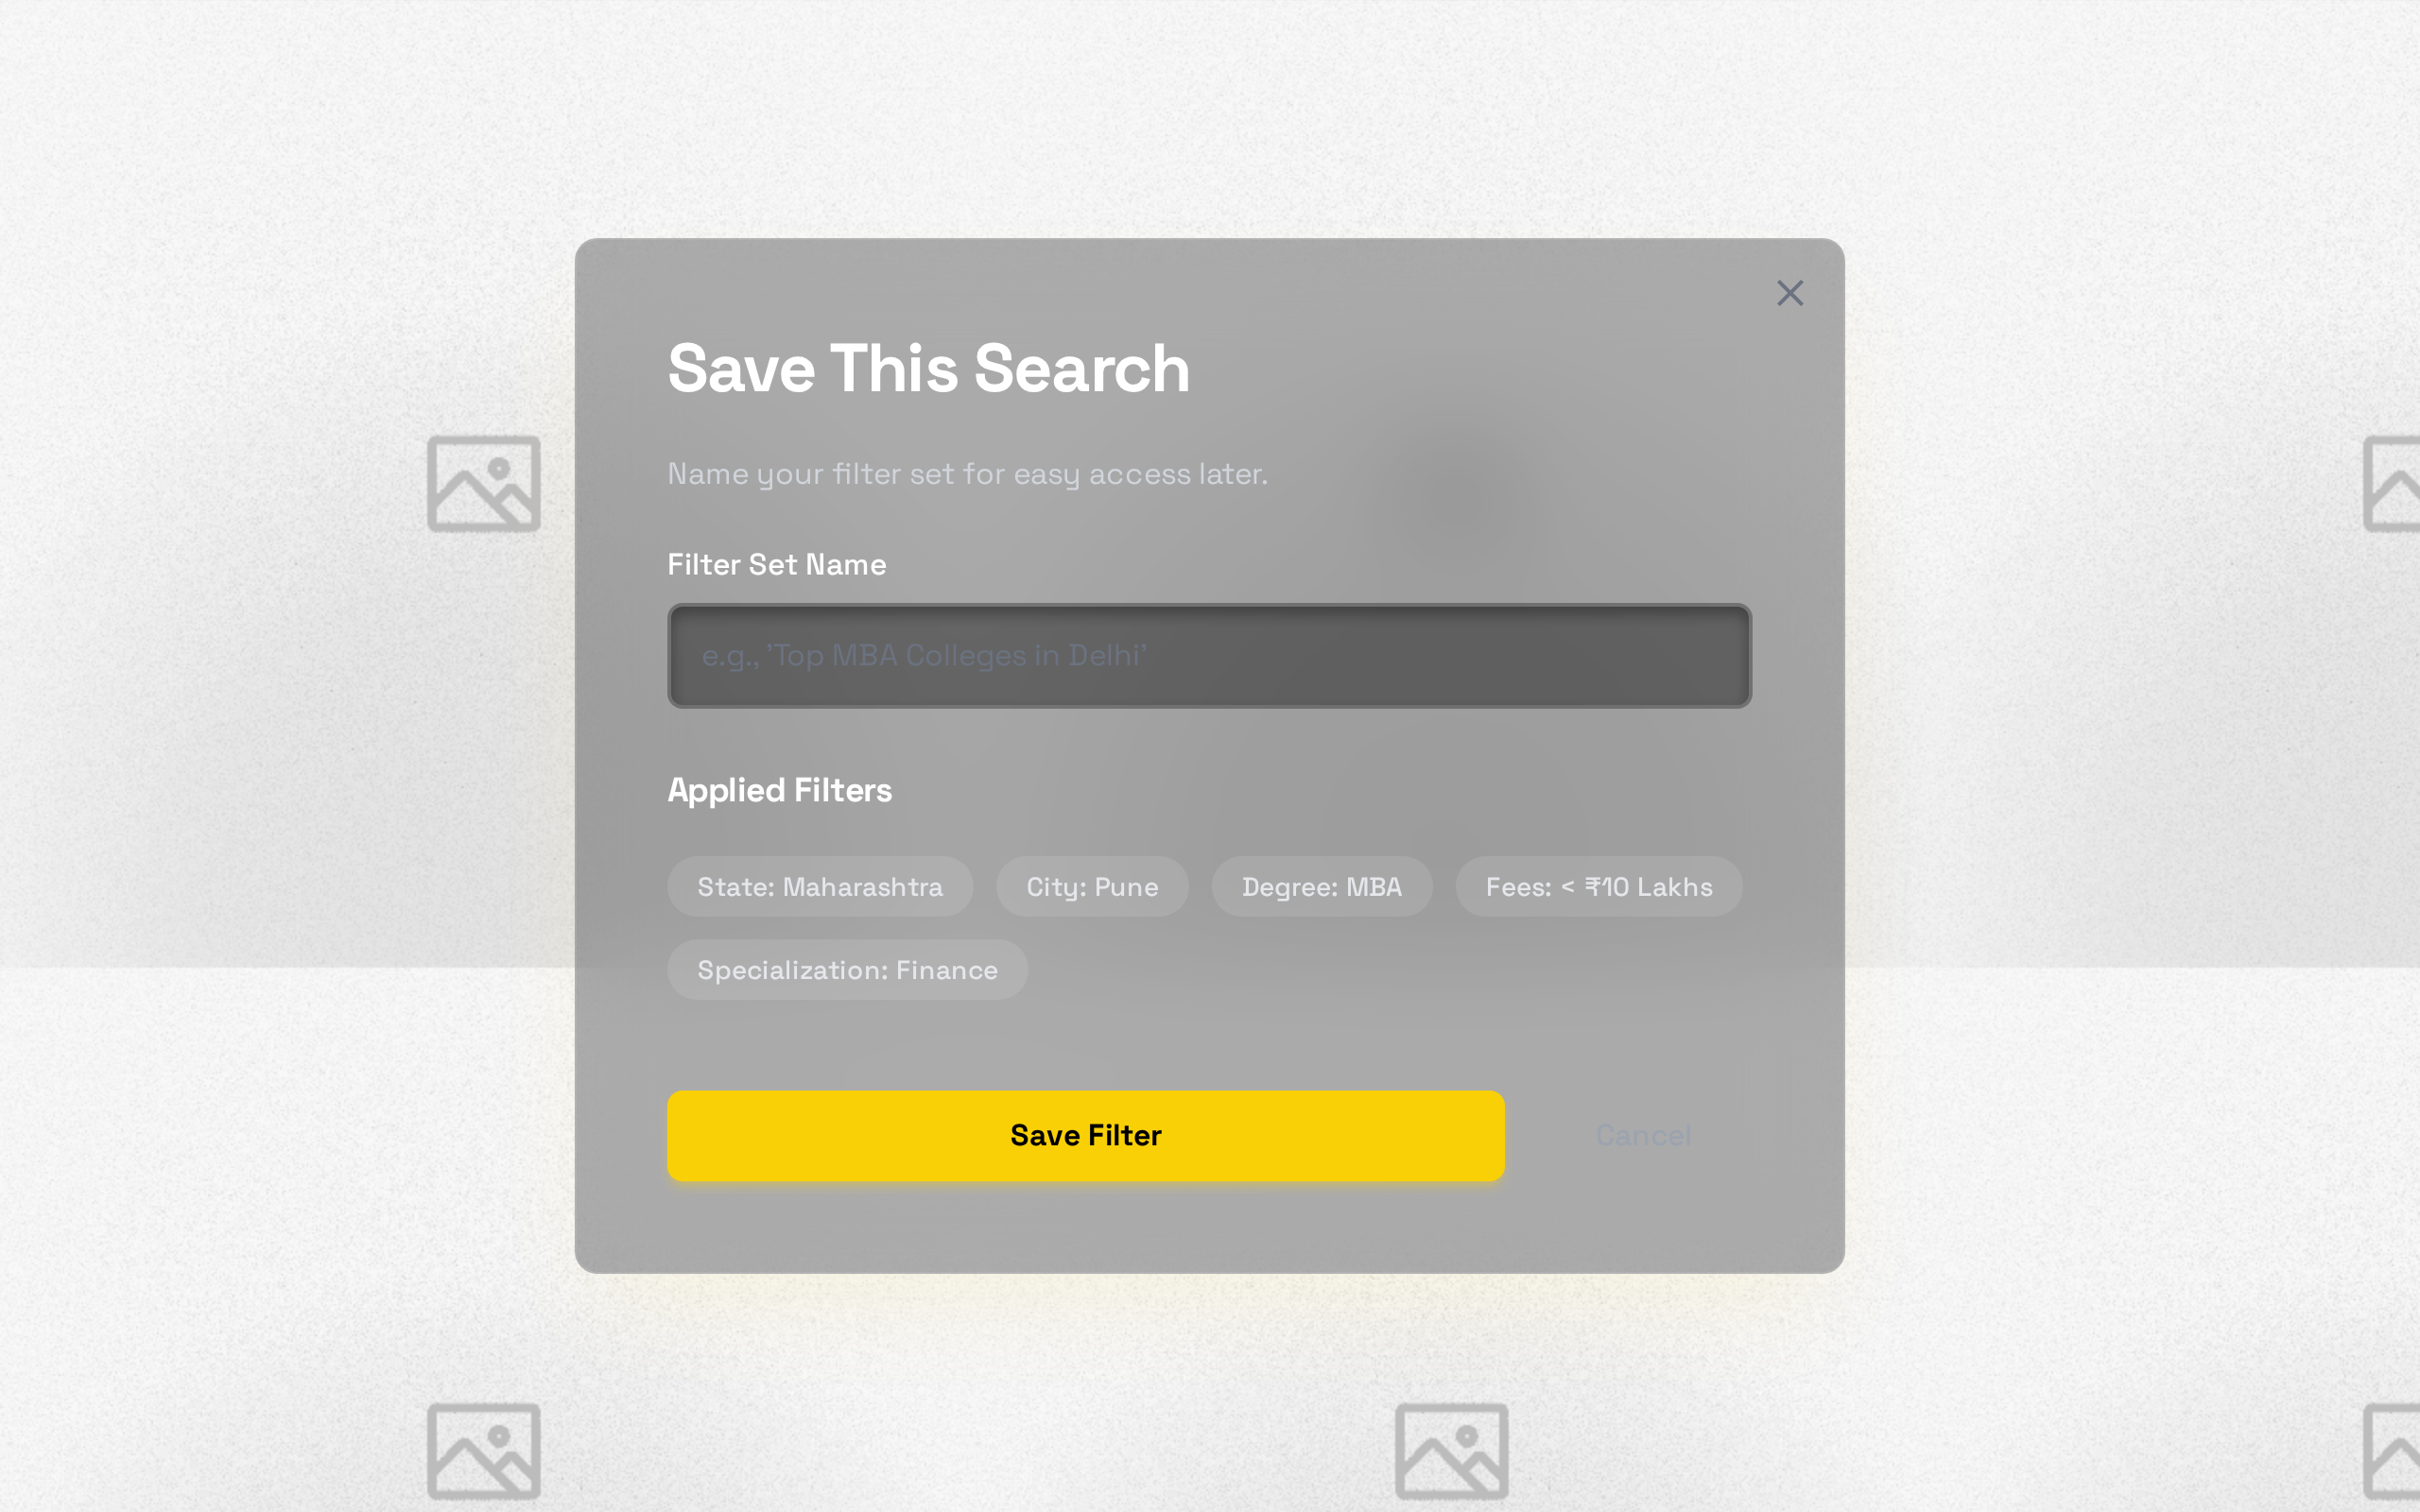 Save This Search
Name your filter set for easy access later.
Filter Set Name
e.g., 'Top MBA Colleges in Delhi'
Applied Filters
State: Maharashtra
City: Pune
Degree: MBA
Fees: < ₹10 Lakhs
Specialization: Finance
Save Filter
Cancel